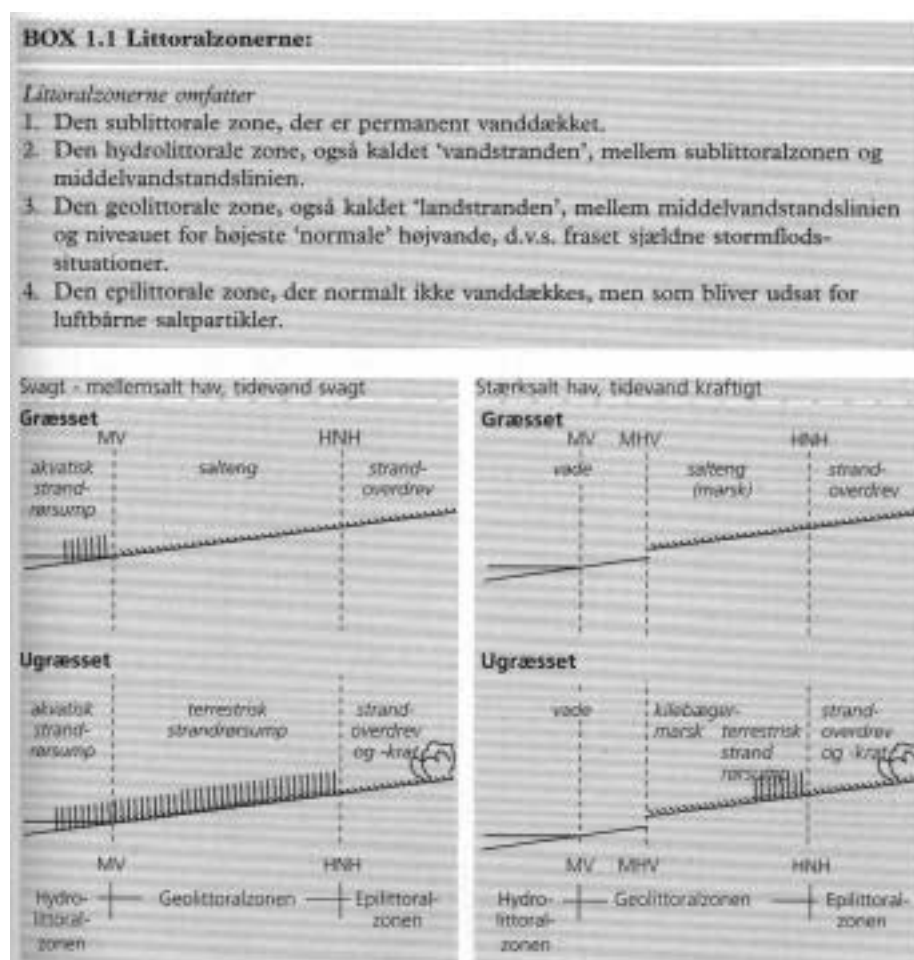 BOX 1.1 Littoralzonerne:
Littoralzonerne omfatter
1. Den sublittorale zone, der er permanent vanddækket.
2. Den hydrolittorale zone, også kaldet ‘vandstranden’, mellem sublittoralzonen og
middelvandstandslinien.
3. Den geolittorale zone, også kaldet ‘landstranden’, mellem middelvandstandslinien
og niveauet for højeste ‘normale’ højvande, d.v.s. fraset sjældne stormflods-
situationer.
4. Den epilittorale zone, der normalt ikke vanddækkes, men som bliver udsat for
luftbårne saltpartikler.
Svagt - mellemsalt hav, tidevand svagt
Græsset
MV HNH
akvatisk
strand-
rørsump
salteng
strand-
overdrev
Ugræsset
akvatisk
strand-
rørsump
terrestrisk
strandrørsump
strand-
overdrev
og -krat
MV HNH
Hydro-
littoral-
zonen
Geolittoralzonen
Epilittoral-
zonen
Stærksalt hav, tidevand kraftigt
Græsset
MV MHV HNH
vade
salteng
(marsk)
strand-
overdrev
Ugræsset
vade
kilebæger-
marsk
terrestrisk
strand
rørsump
strand-
overdrev
og -krat
MV MHV HNH
Hydro-
littoral-
zonen
Geolittoralzonen
Epilittoral-
zonen